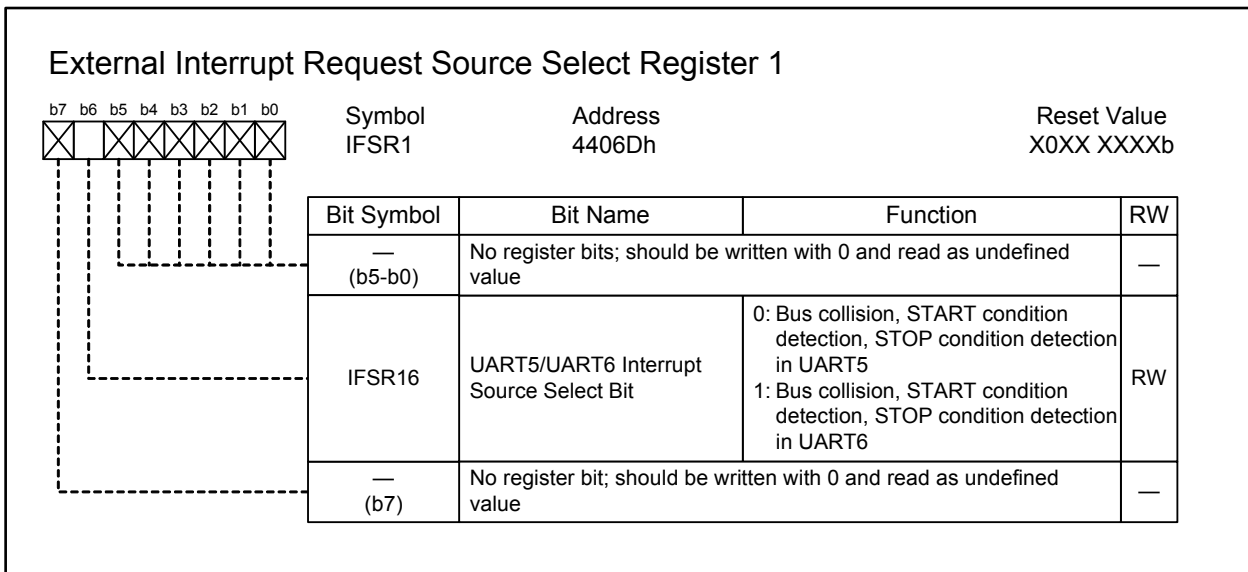 External Interrupt Request Source Select Register 1
b7 b6 b5 b4 b3 b2 b1 b0
Symbol Address Reset Value
IFSR1 4406Dh X0XX XXXXb
Bit Symbol Bit Name Function RW
—
(b5-b0)
No register bits; should be written with 0 and read as undefined
value
—
IFSR16
UART5/UART6 Interrupt
Source Select Bit
0: Bus collision, START condition
detection, STOP condition detection
in UART5
1: Bus collision, START condition
detection, STOP condition detection
in UART6
RW
—
(b7)
No register bit; should be written with 0 and read as undefined
value
—